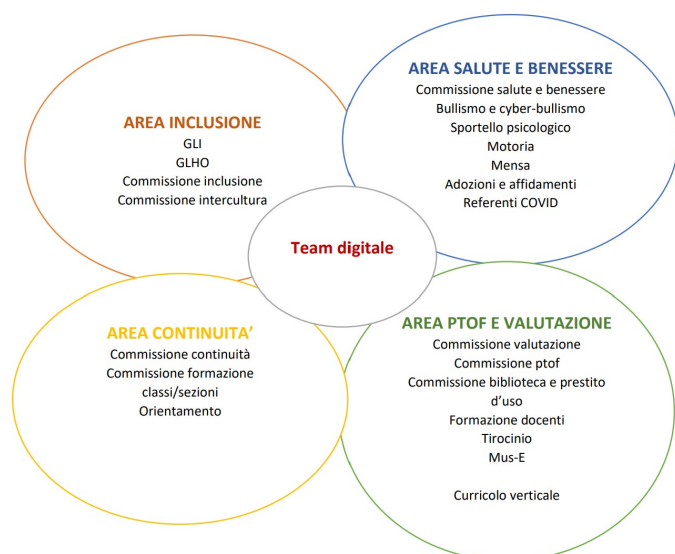 AREA INCLUSIONE
GLI
GLHO
Commissione inclusione
Commissione intercultura
AREA SALUTE E BENESSERE
Commissione salute e benessere
Bullismo e cyber-bullismo
Sportello psicologico
Motoria
Mensa
Adozioni e affidamenti
Referenti COVID
Team digitale
AREA CONTINUITA’
Commissione continuità
Commissione formazione
classi/sezioni
Orientamento
AREA PTOF E VALUTAZIONE
Commissione valutazione
Commissione ptof
Commissione biblioteca e prestito
d’uso
Formazione docenti
Tirocinio
Mus-E
Curricolo verticale